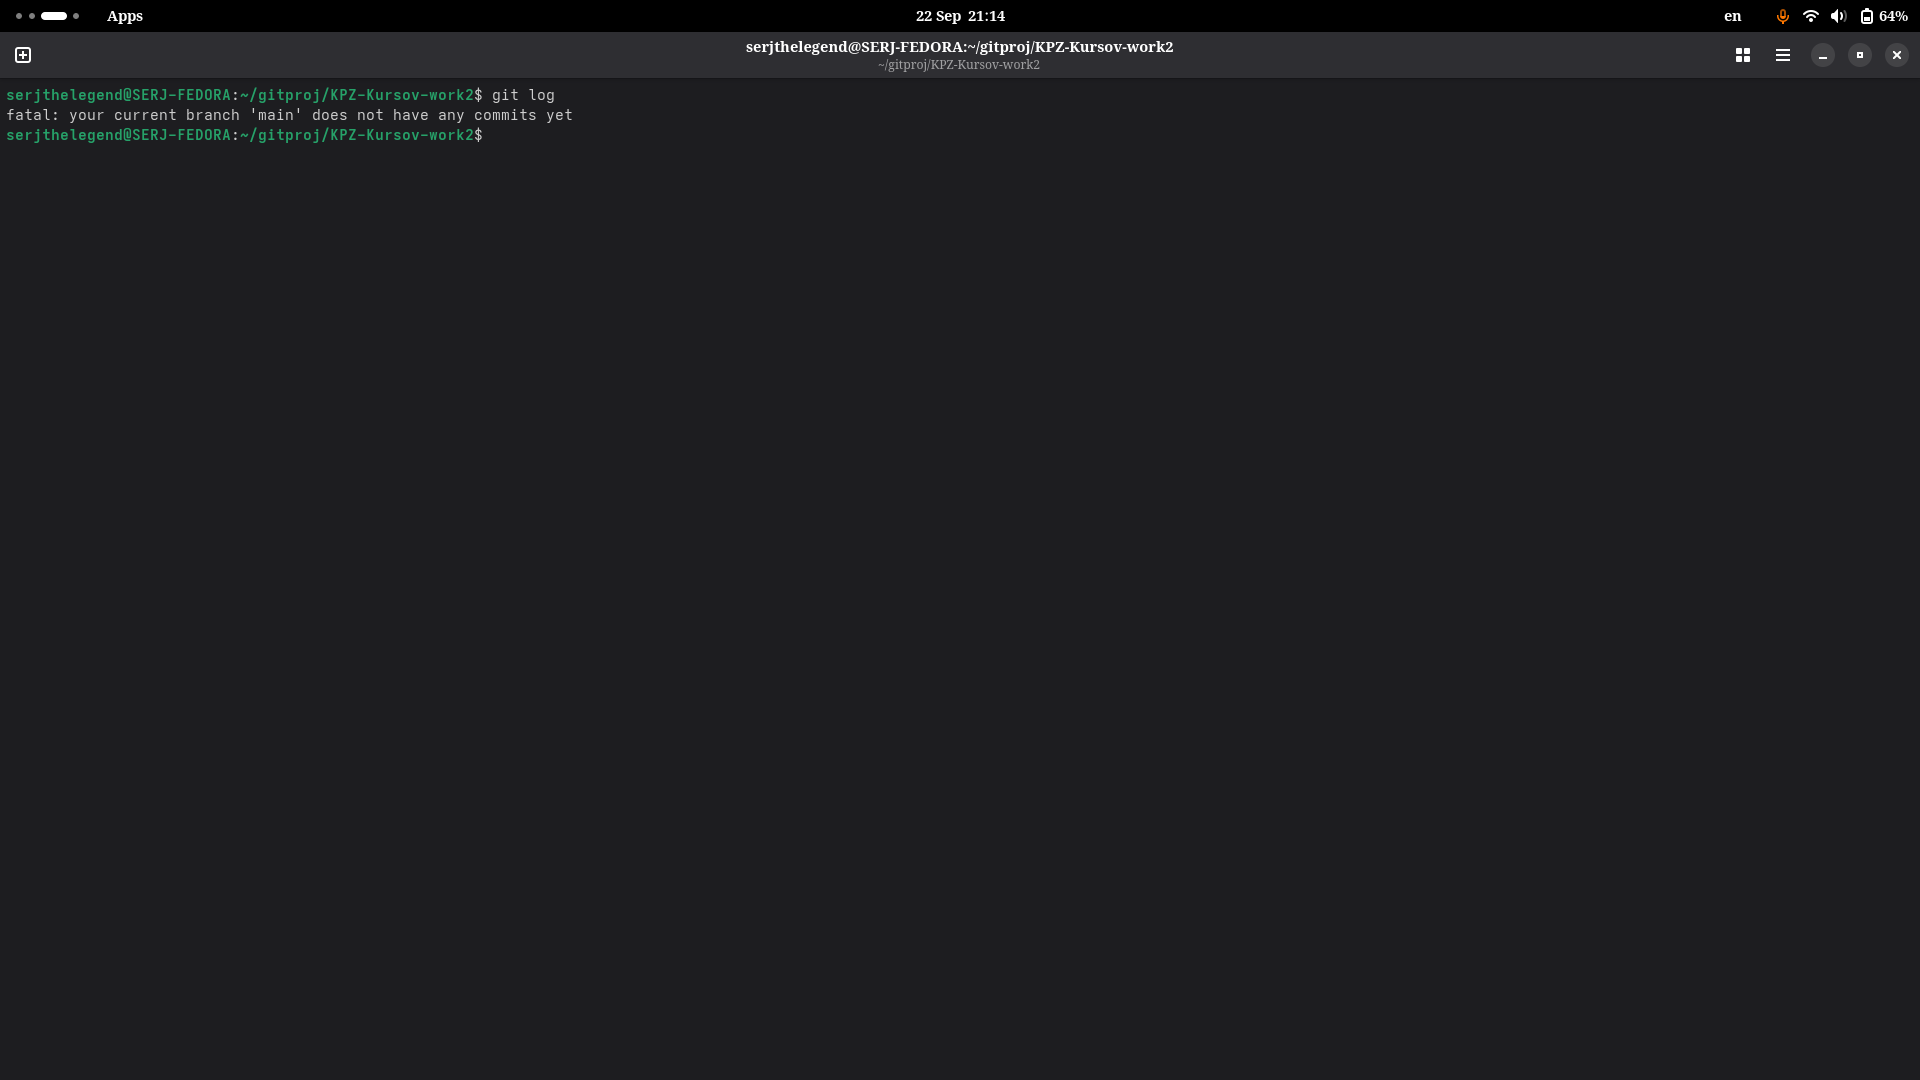 Apps
22 Sep 21:14
en
64%
serjthelegend@SERJ-FEDORA:~/gitproj/KPZ-Kursov-work2
~/gitproj/KPZ-Kursov-work2
serjthelegend@SERJ-FEDORA:~/gitproj/KPZ-Kursov-work2$ git log
fatal: your current branch 'main' does not have any commits yet
serjthelegend@SERJ-FEDORA:~/gitproj/KPZ-Kursov-work2$